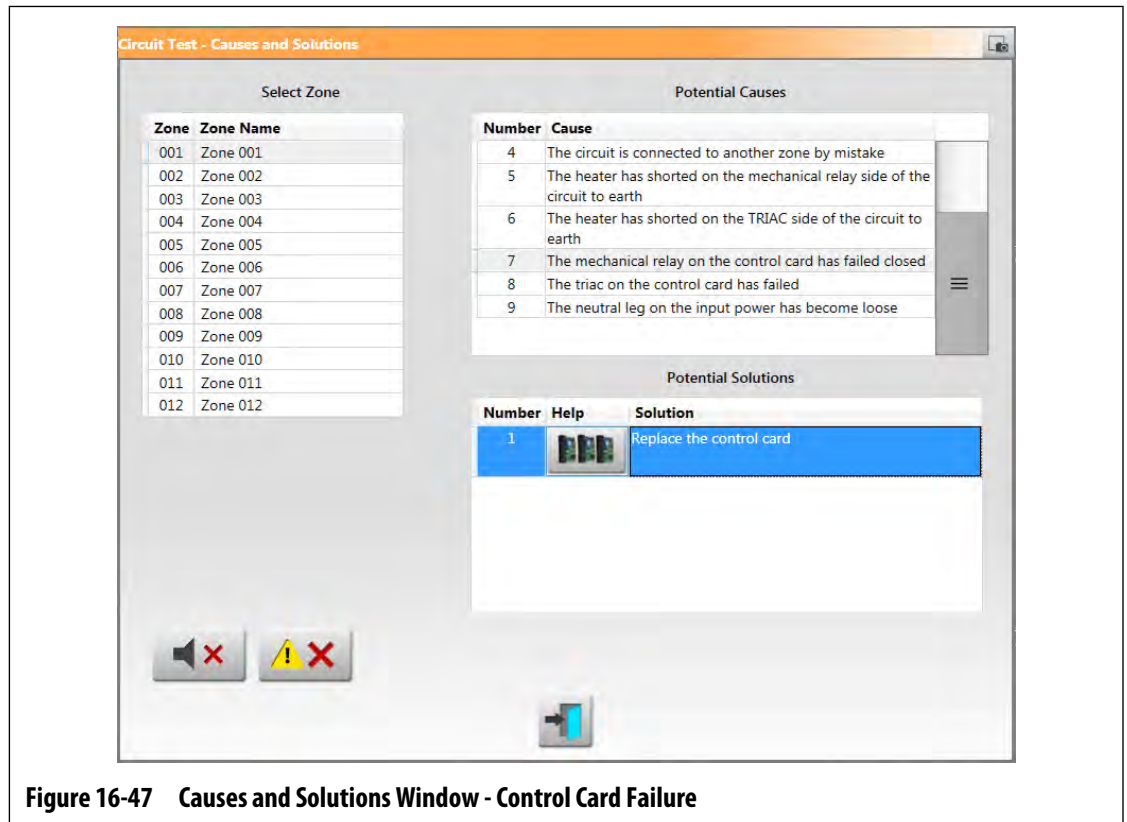 Circuit Test - Causes and Solutions
Select Zone
Zone Zone Name
001 Zone 001
002 Zone 002
003 Zone 003
004 Zone 004
005 Zone 005
006 Zone 006
007 Zone 007
008 Zone 008
009 Zone 009
010 Zone 010
011 Zone 011
012 Zone 012
Potential Causes
Number Cause
4 The circuit is connected to another zone by mistake
5 The heater has shorted on the mechanical relay side of the
circuit to earth
6 The heater has shorted on the TRIAC side of the circuit to
earth
7 The mechanical relay on the control card has failed closed
8 The triac on the control card has failed
9 The neutral leg on the input power has become loose
Potential Solutions
Number Help Solution
1 Replace the control card
Figure 16-47 Causes and Solutions Window - Control Card Failure